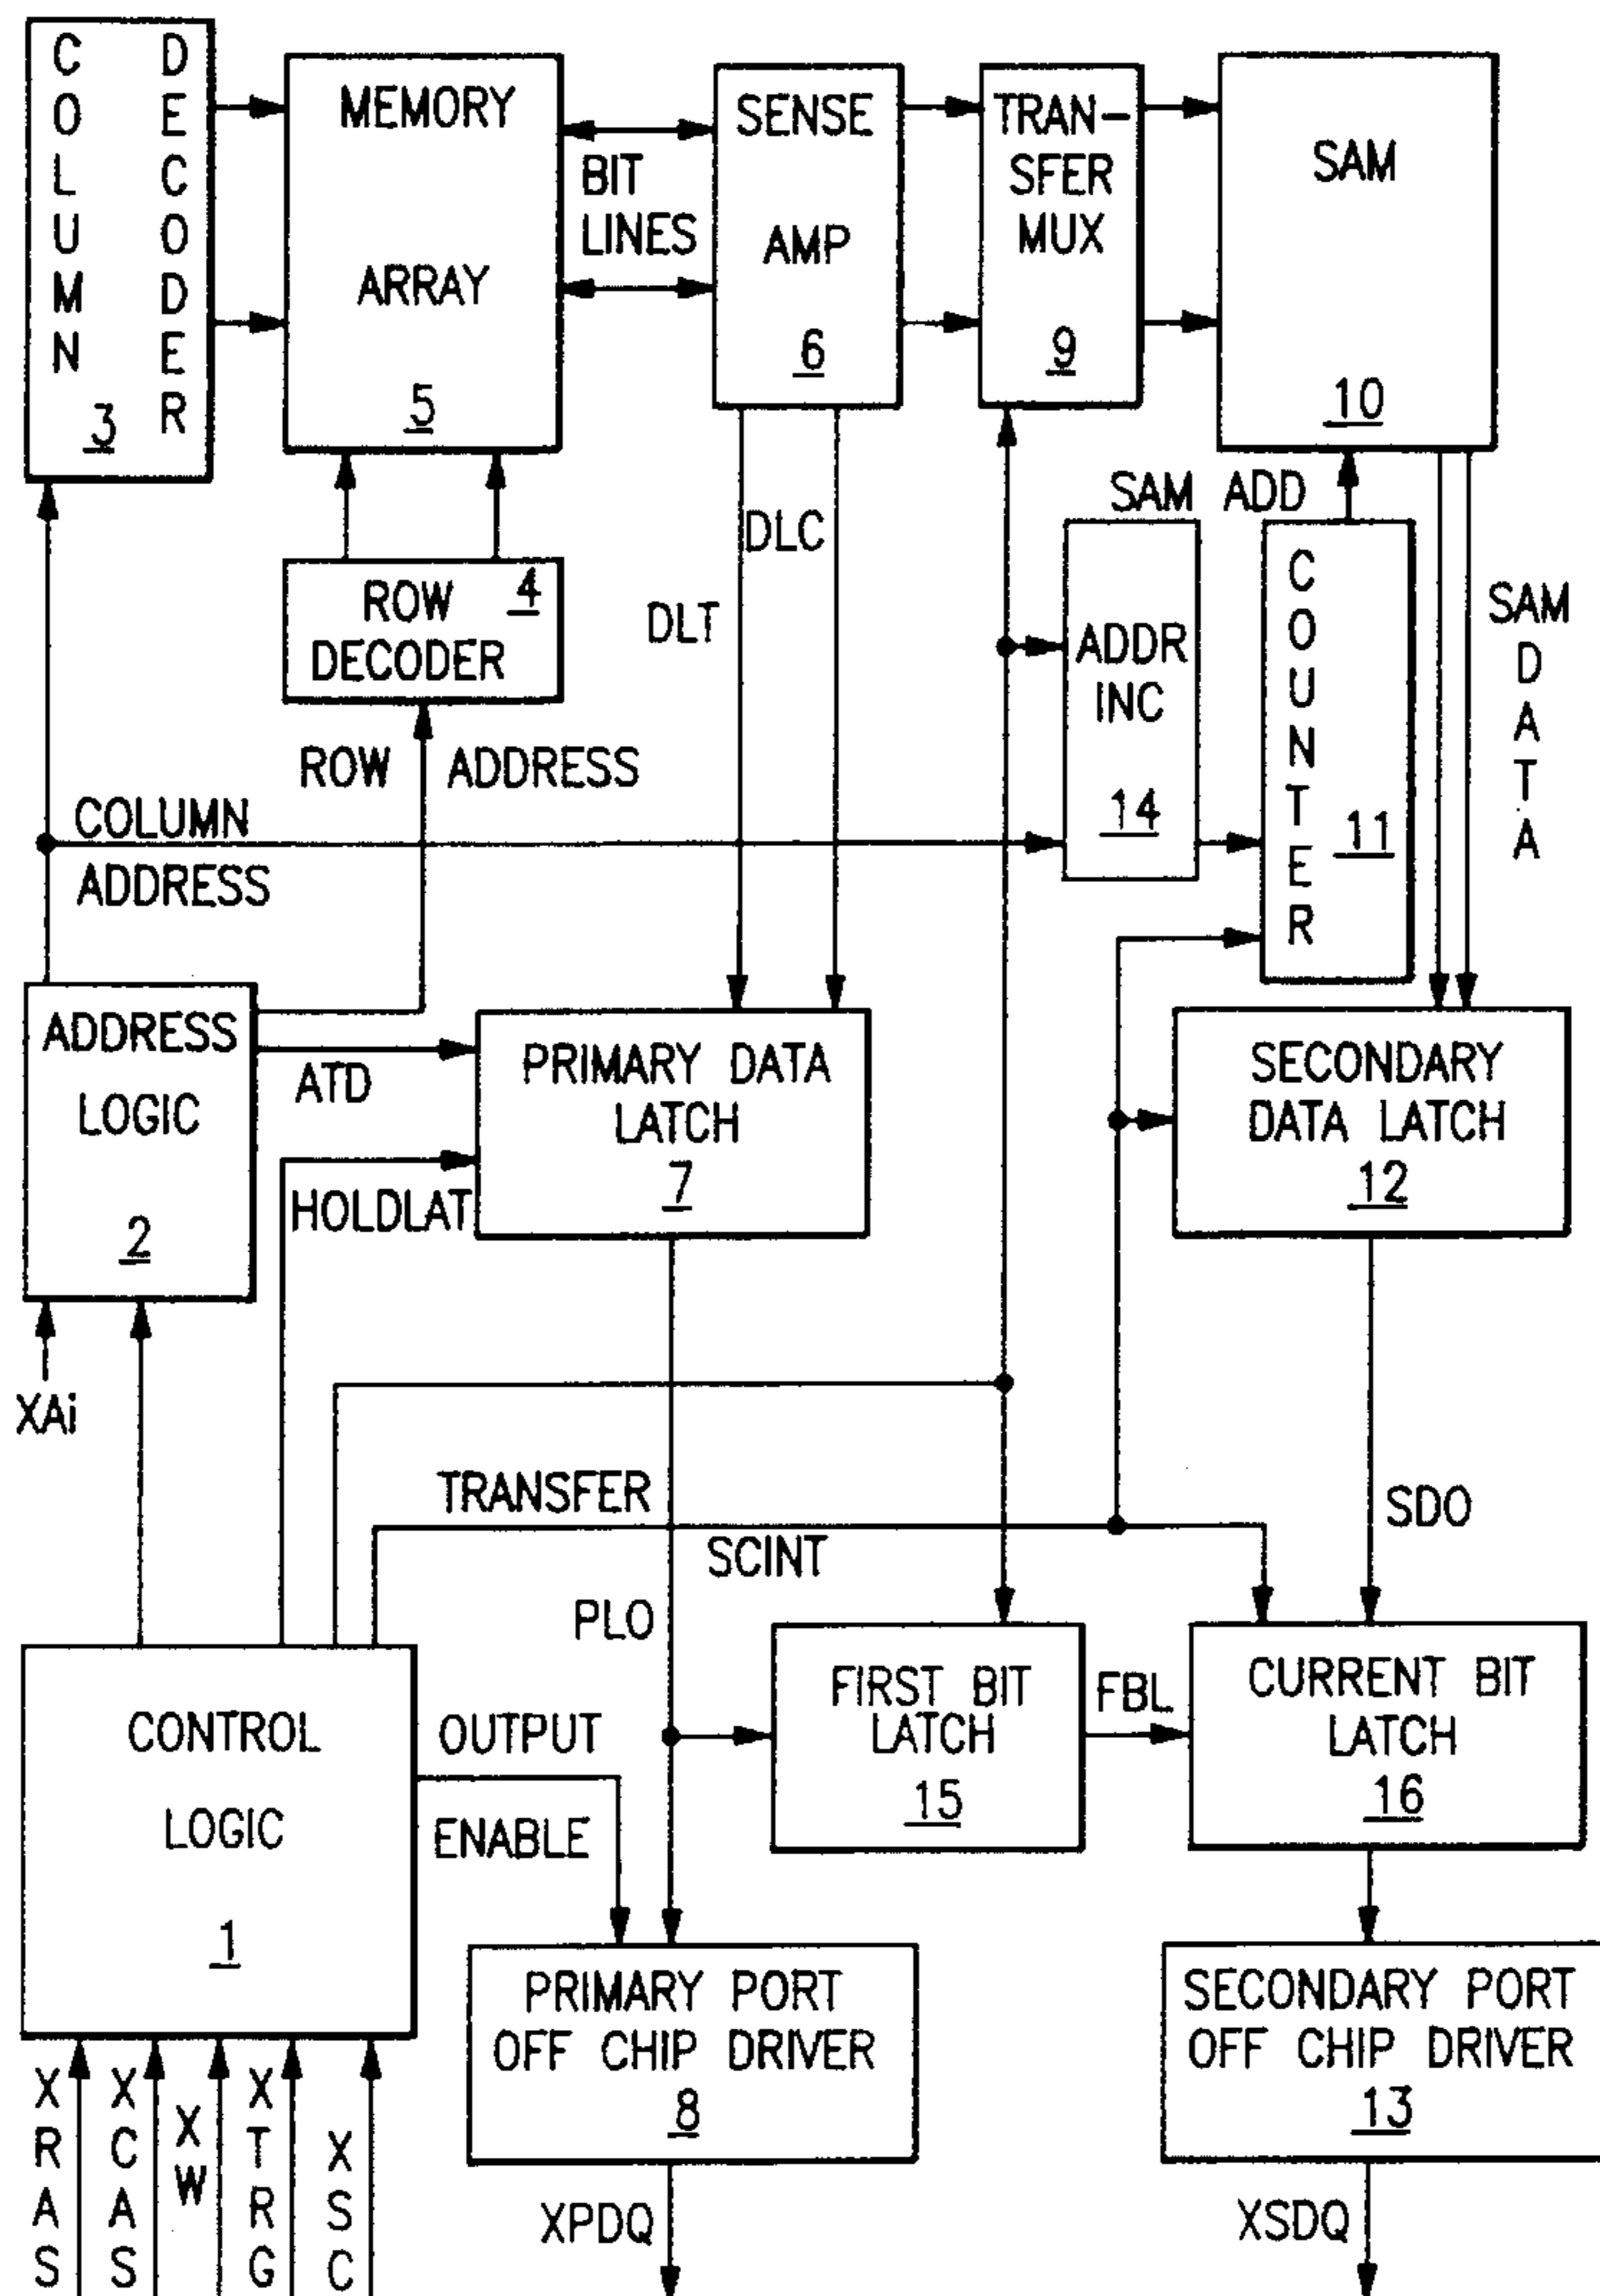 COLUMN DECODER
3
MEMORY
ARRAY
5
BIT
LINES
SENSE
AMP
6
TRAN-
SFER
MUX
9
SAM
10
ROW
DECODER
4
DLT
DLC
SAM ADD
ADDR
INC
14
COUNTER
11
SAM
DATA
ROW ADDRESS
COLUMN
ADDRESS
ADDRESS
LOGIC
2
ATD
HOLDLAT
PRIMARY DATA
LATCH
7
SECONDARY
DATA LATCH
12
XAi
TRANSFER
SCINT
SDO
PLO
CONTROL
LOGIC
1
OUTPUT
ENABLE
FIRST BIT
LATCH
15
FBL
CURRENT BIT
LATCH
16
PRIMARY PORT
OFF CHIP DRIVER
8
SECONDARY PORT
OFF CHIP DRIVER
13
XRAS
XCAS
XW
XTRG
XSC
XPDQ
XSDQ